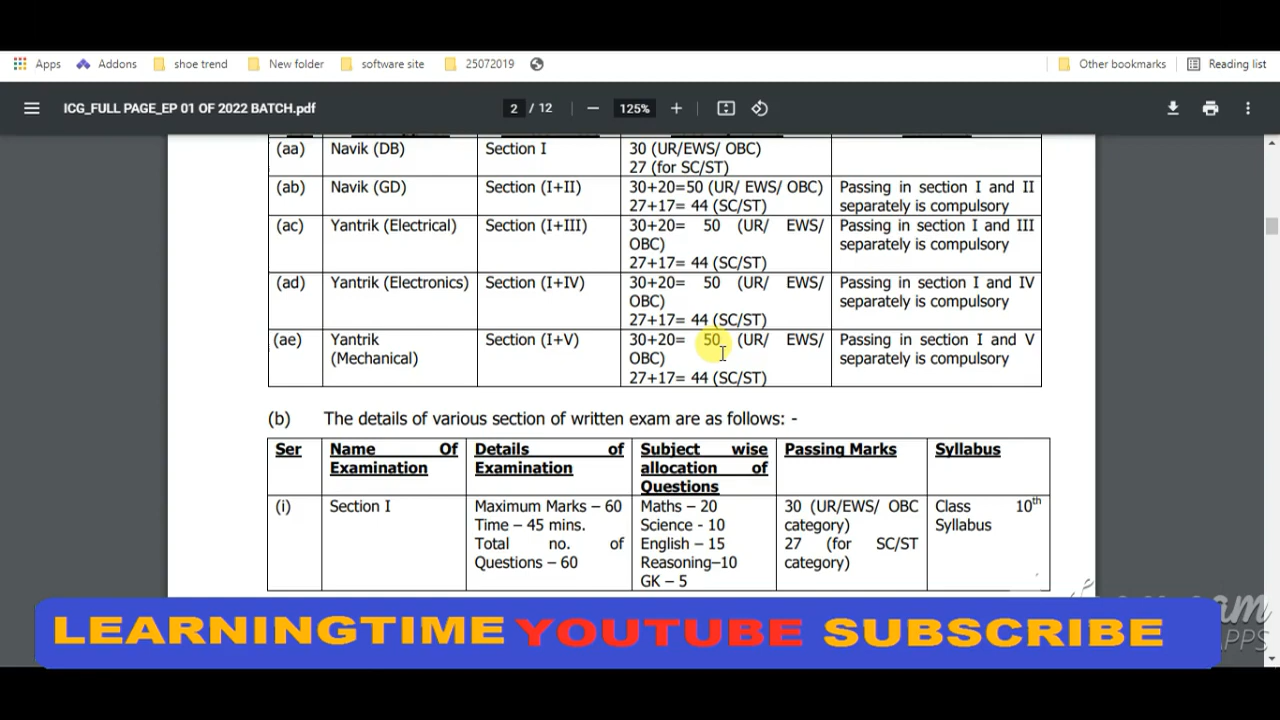 Apps Addons shoe trend New folder software site 25072019 Other bookmarks Reading list
ICG_FULL PAGE_EP 01 OF 2022 BATCH.pdf 2 / 12 125%
(aa) Navik (DB) Section I 30 (UR/EWS/ OBC)
27 (for SC/ST)
(ab) Navik (GD) Section (I+II) 30+20=50 (UR/ EWS/ OBC) Passing in section I and II
27+17= 44 (SC/ST) separately is compulsory
(ac) Yantrik (Electrical) Section (I+III) 30+20= 50 (UR/ EWS/ Passing in section I and III
OBC) separately is compulsory
27+17= 44 (SC/ST)
(ad) Yantrik (Electronics) Section (I+IV) 30+20= 50 (UR/ EWS/ Passing in section I and IV
OBC) separately is compulsory
27+17= 44 (SC/ST)
(ae) Yantrik Section (I+V) 30+20= 50 (UR/ EWS/ Passing in section I and V
(Mechanical) OBC) separately is compulsory
27+17= 44 (SC/ST)
(b) The details of various section of written exam are as follows: -
Ser Name Of Details of Subject wise Passing Marks Syllabus
Examination Examination allocation of
Questions
(i) Section I Maximum Marks – 60 Maths – 20 30 (UR/EWS/ OBC Class 10th
Time – 45 mins. Science - 10 category) Syllabus
Total no. of English – 15 27 (for SC/ST
Questions – 60 Reasoning–10 category)
GK – 5
LEARNINGTIME YOUTUBE SUBSCRIBE